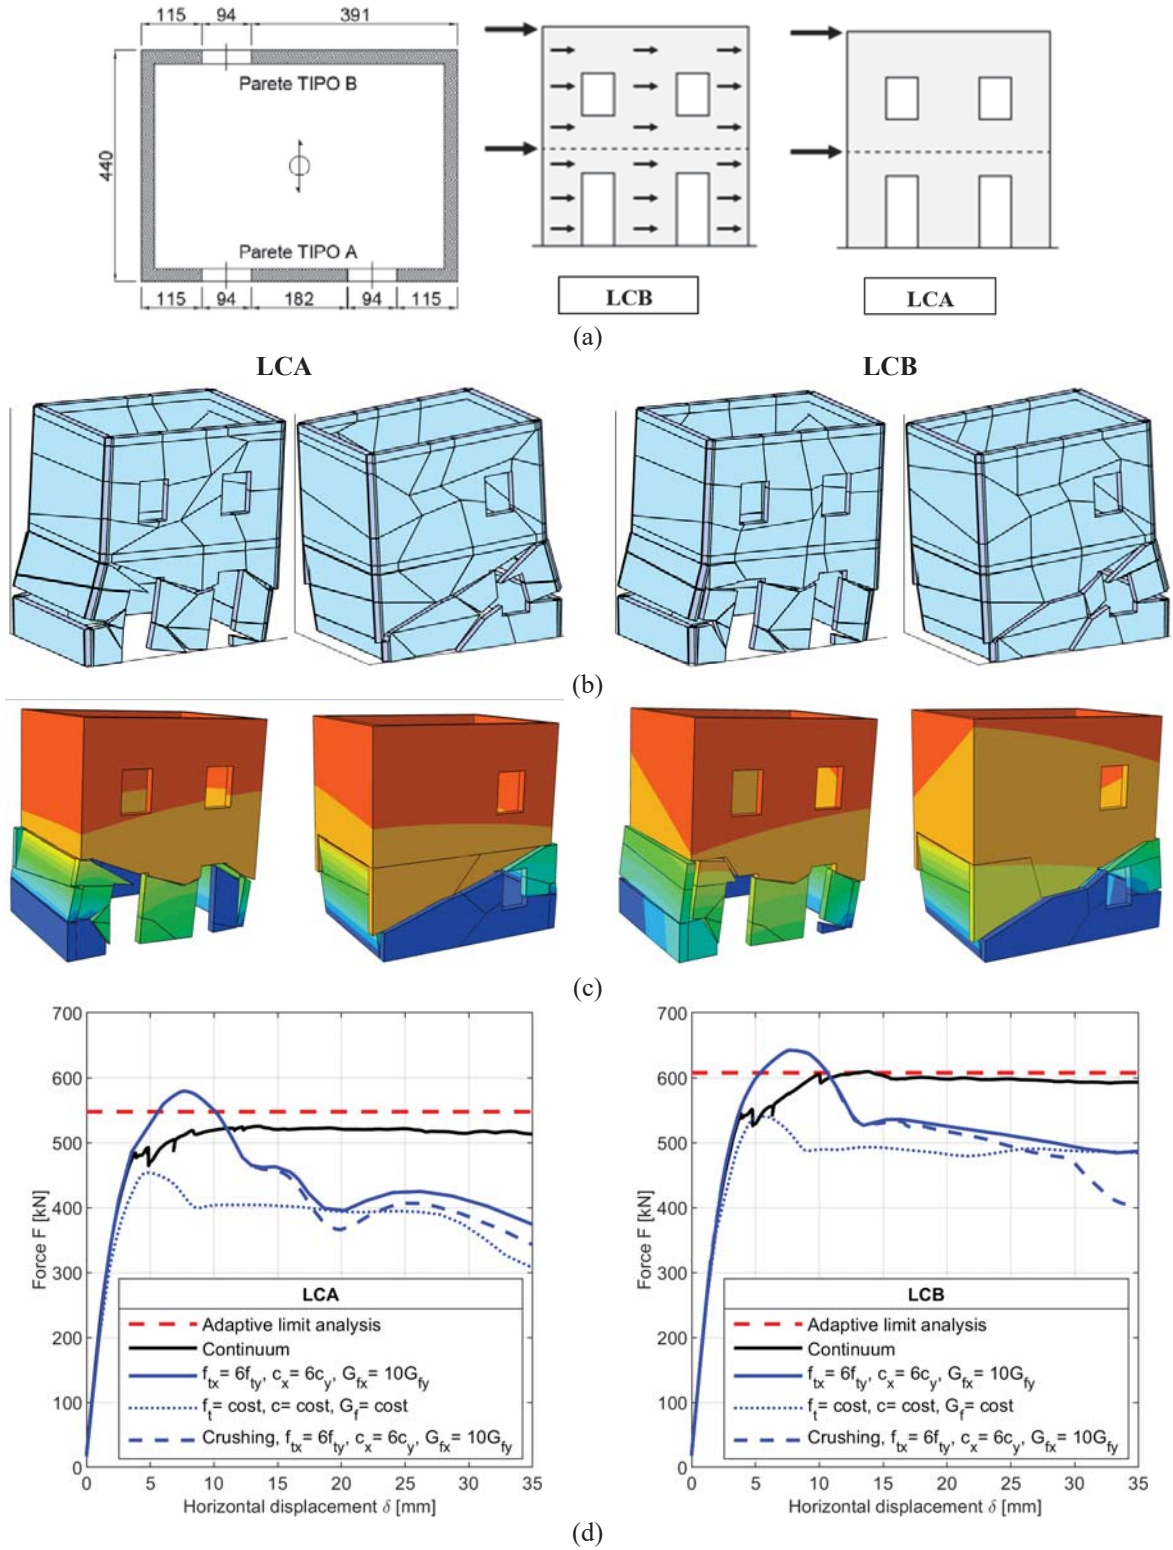 115 94 391
Parete TIPO B
440
Parete TIPO A
115 94 182 94 115
LCB
LCA
(a)
LCA
LCB
(b)
(c)
700
600
500
400
300
200
100
0
Force F [kN]
LCA
Adaptive limit analysis
Continuum
f_tx= 6f_ty, c_x= 6c_y, G_fx= 10G_fy
f_t= cost, c= cost, G_f= cost
Crushing, f_tx= 6f_ty, c_x= 6c_y, G_fx= 10G_fy
0 5 10 15 20 25 30 35
Horizontal displacement δ [mm]
700
600
500
400
300
200
100
0
Force F [kN]
LCB
Adaptive limit analysis
Continuum
f_tx= 6f_ty, c_x= 6c_y, G_fx= 10G_fy
f_t= cost, c= cost, G_f= cost
Crushing, f_tx= 6f_ty, c_x= 6c_y, G_fx= 10G_fy
0 5 10 15 20 25 30 35
Horizontal displacement δ [mm]
(d)